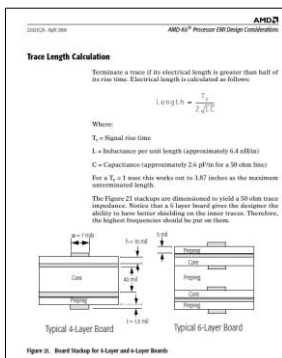 AMD
22023G/0 - April 2000
AMD-K6® Processor EMI Design Considerations
Trace Length Calculation
Terminate a trace if its electrical length is greater than half of
its rise time. Electrical length is calculated as follows:
Length = Tr / 2√LC
Where:
Tr = Signal rise time
L = Inductance per unit length (approximately 6.4 nH/in)
C = Capacitance (approximately 2.6 pF/in for a 50 ohm line)
For a Tr = 1 nsec this works out to 3.87 inches as the maximum
unterminated length.
The Figure 21 stackups are dimensioned to yield a 50 ohm trace
impedance. Notice that a 6 layer board gives the designer the
ability to have better shielding on the inner traces. Therefore,
the highest frequencies should be put on them.
w = 7 mils
h = 10 mil
Core
40 mil
Prepreg
t = 1.5 mil
Typical 4-Layer Board
5 mil
Prepreg
Core
Prepreg
Core
Prepreg
Typical 6-Layer Board
Figure 21. Board Stackup for 4-Layer and 6-Layer Boards